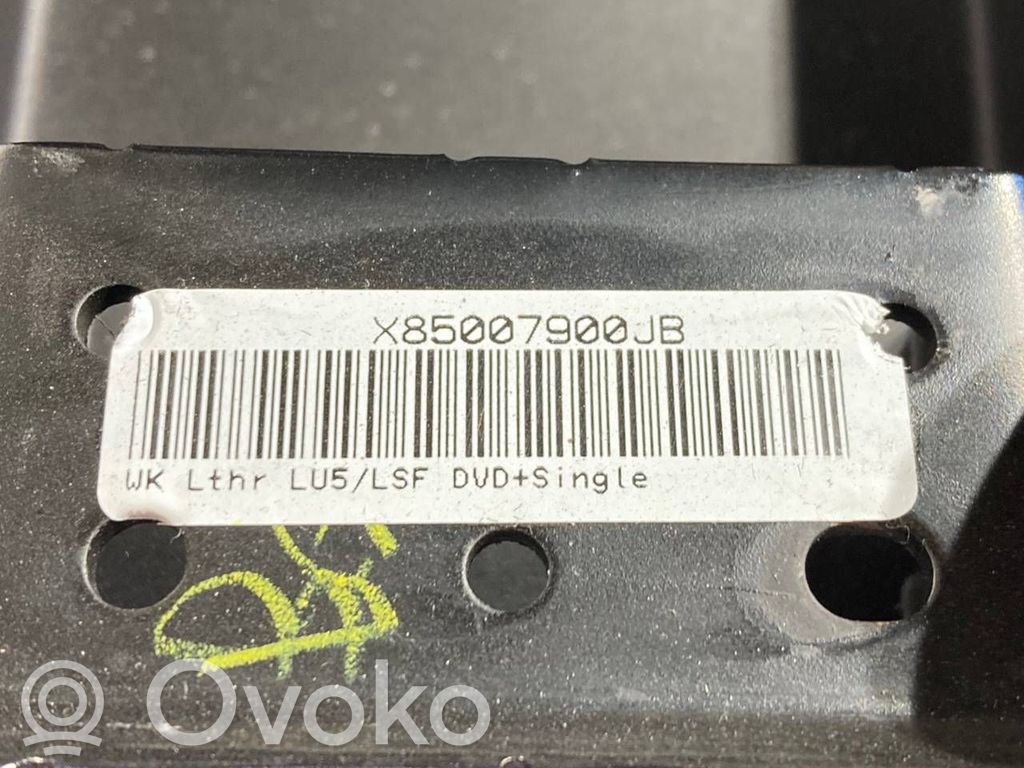 X85007900JB
WK Lthr LU5/LSF DVD+Single
Ovoko